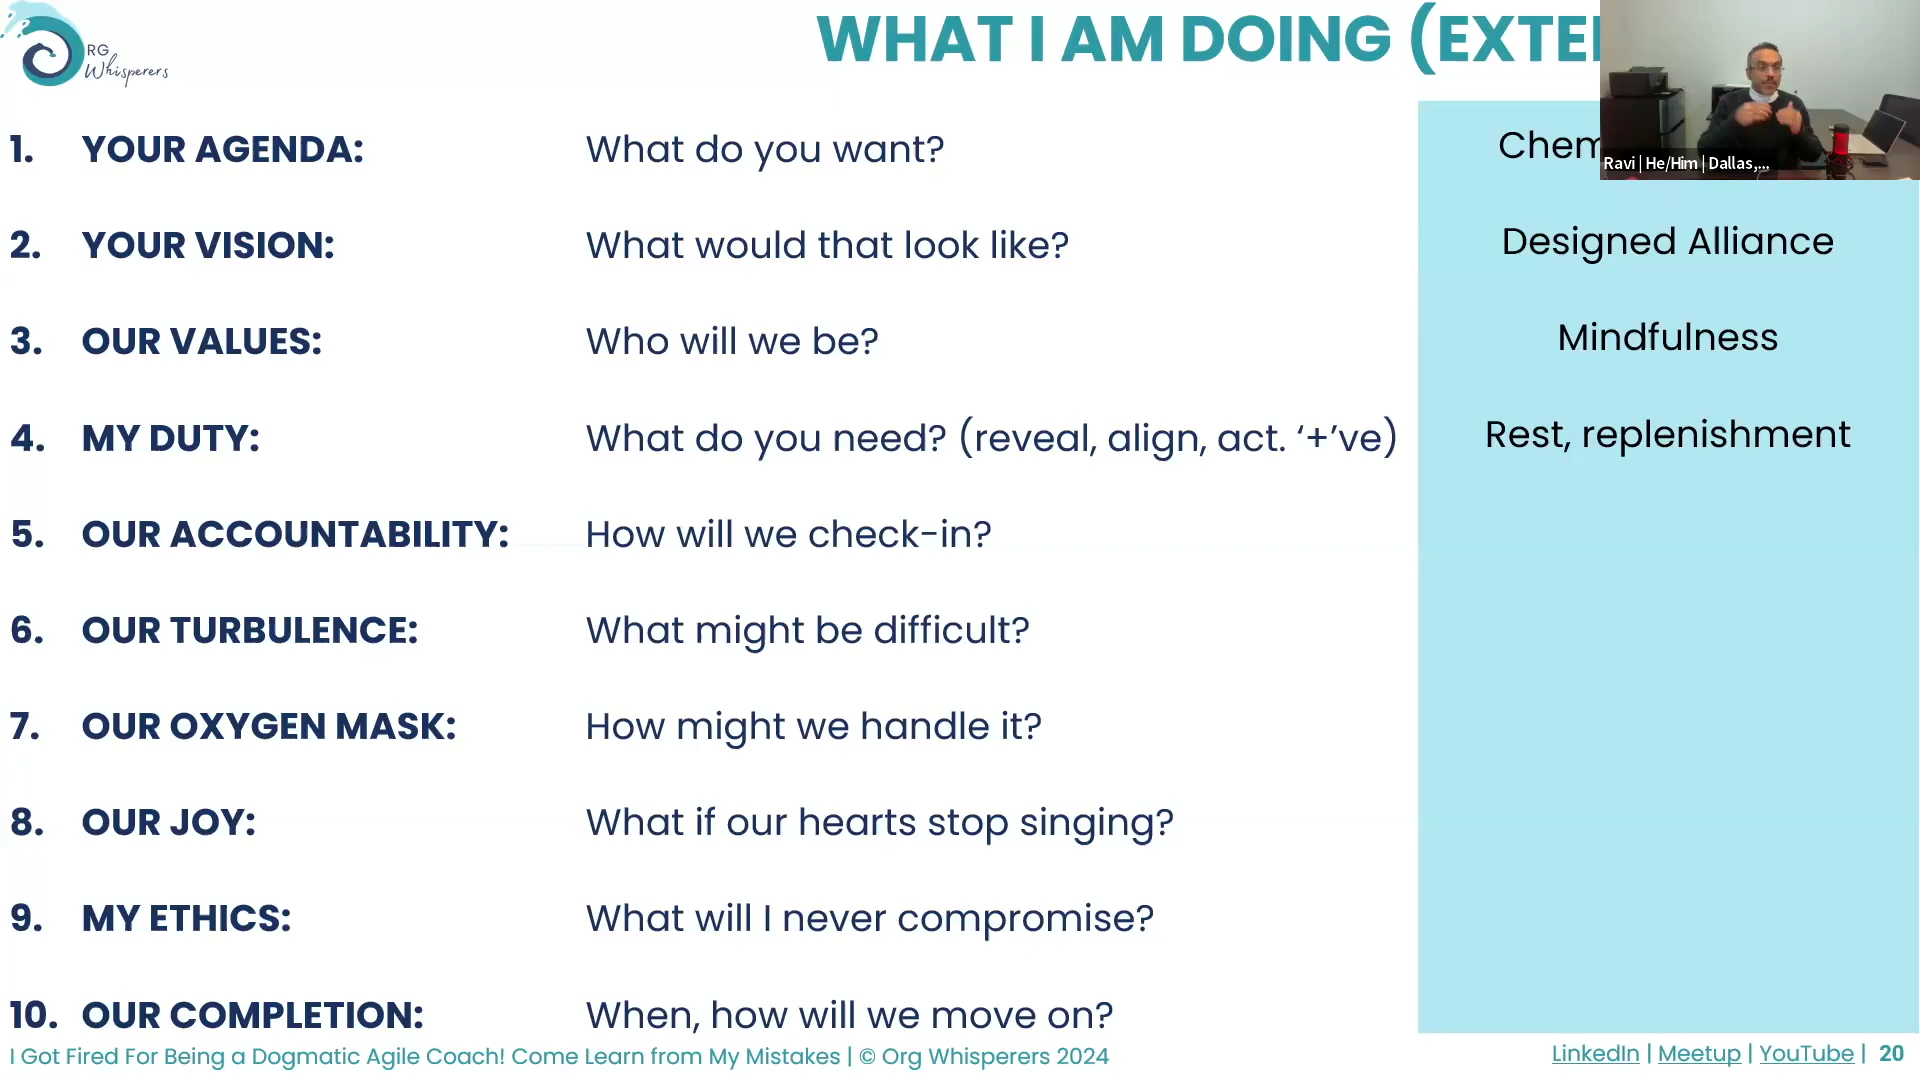 RG
Whisperers
WHAT I AM DOING
Ravi | He/Him | Dallas,...
1. YOUR AGENDA: What do you want?
2. YOUR VISION: What would that look like? Designed Alliance
3. OUR VALUES: Who will we be? Mindfulness
4. MY DUTY: What do you need? (reveal, align, act. ‘+’ve) Rest, replenishment
5. OUR ACCOUNTABILITY: How will we check-in?
6. OUR TURBULENCE: What might be difficult?
7. OUR OXYGEN MASK: How might we handle it?
8. OUR JOY: What if our hearts stop singing?
9. MY ETHICS: What will I never compromise?
10. OUR COMPLETION: When, how will we move on?
I Got Fired For Being a Dogmatic Agile Coach! Come Learn from My Mistakes | © Org Whisperers 2024
LinkedIn | Meetup | YouTube | 20